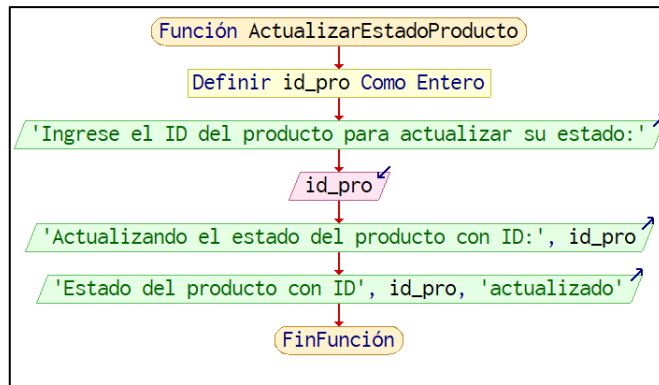 Función ActualizarEstadoProducto
Definir id_pro Como Entero
'Ingrese el ID del producto para actualizar su estado:'
id_pro
'Actualizando el estado del producto con ID:', id_pro
'Estado del producto con ID', id_pro, 'actualizado'
FinFunción